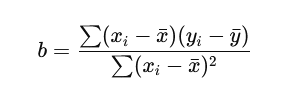 b = ∑(xᵢ − x̄)(yᵢ − ȳ) / ∑(xᵢ − x̄)²